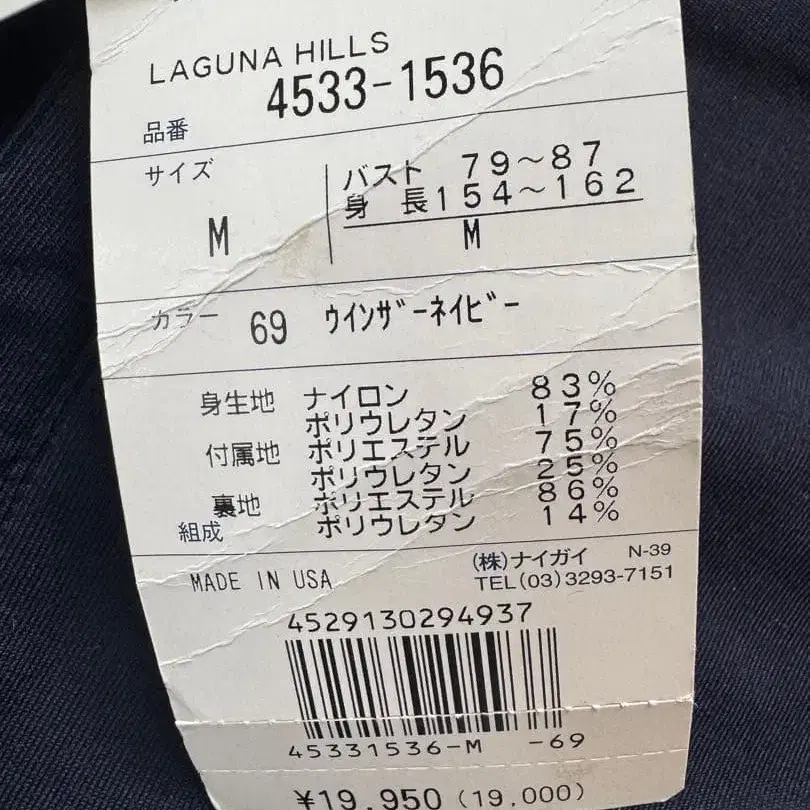 LAGUNA HILLS
品番 4533-1536
サイズ M
バスト 79~87
身 長 154~162
M
カラー 69 ウインザーネイビー
身生地 ナイロン 83%
ポリウレタン 17%
付属地 ポリエステル 75%
ポリウレタン 25%
裏地 ポリエステル 86%
組成 ポリウレタン 14%
(株)ナイガイ N-39
MADE IN USA TEL(03)3293-7151
4529130294937
45331536-M -69
¥19,950 (19,000)